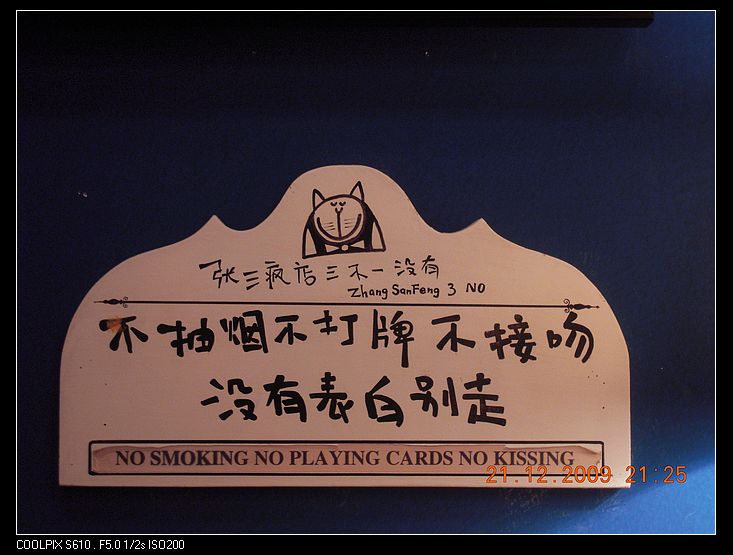 张三疯店三不一没有
Zhang SanFeng 3 NO
不抽烟不打牌不接吻
没有表白别走
NO SMOKING NO PLAYING CARDS NO KISSING
21.12.2009 21:25
COOLPIX S610 . F5.0 1/2s ISO200